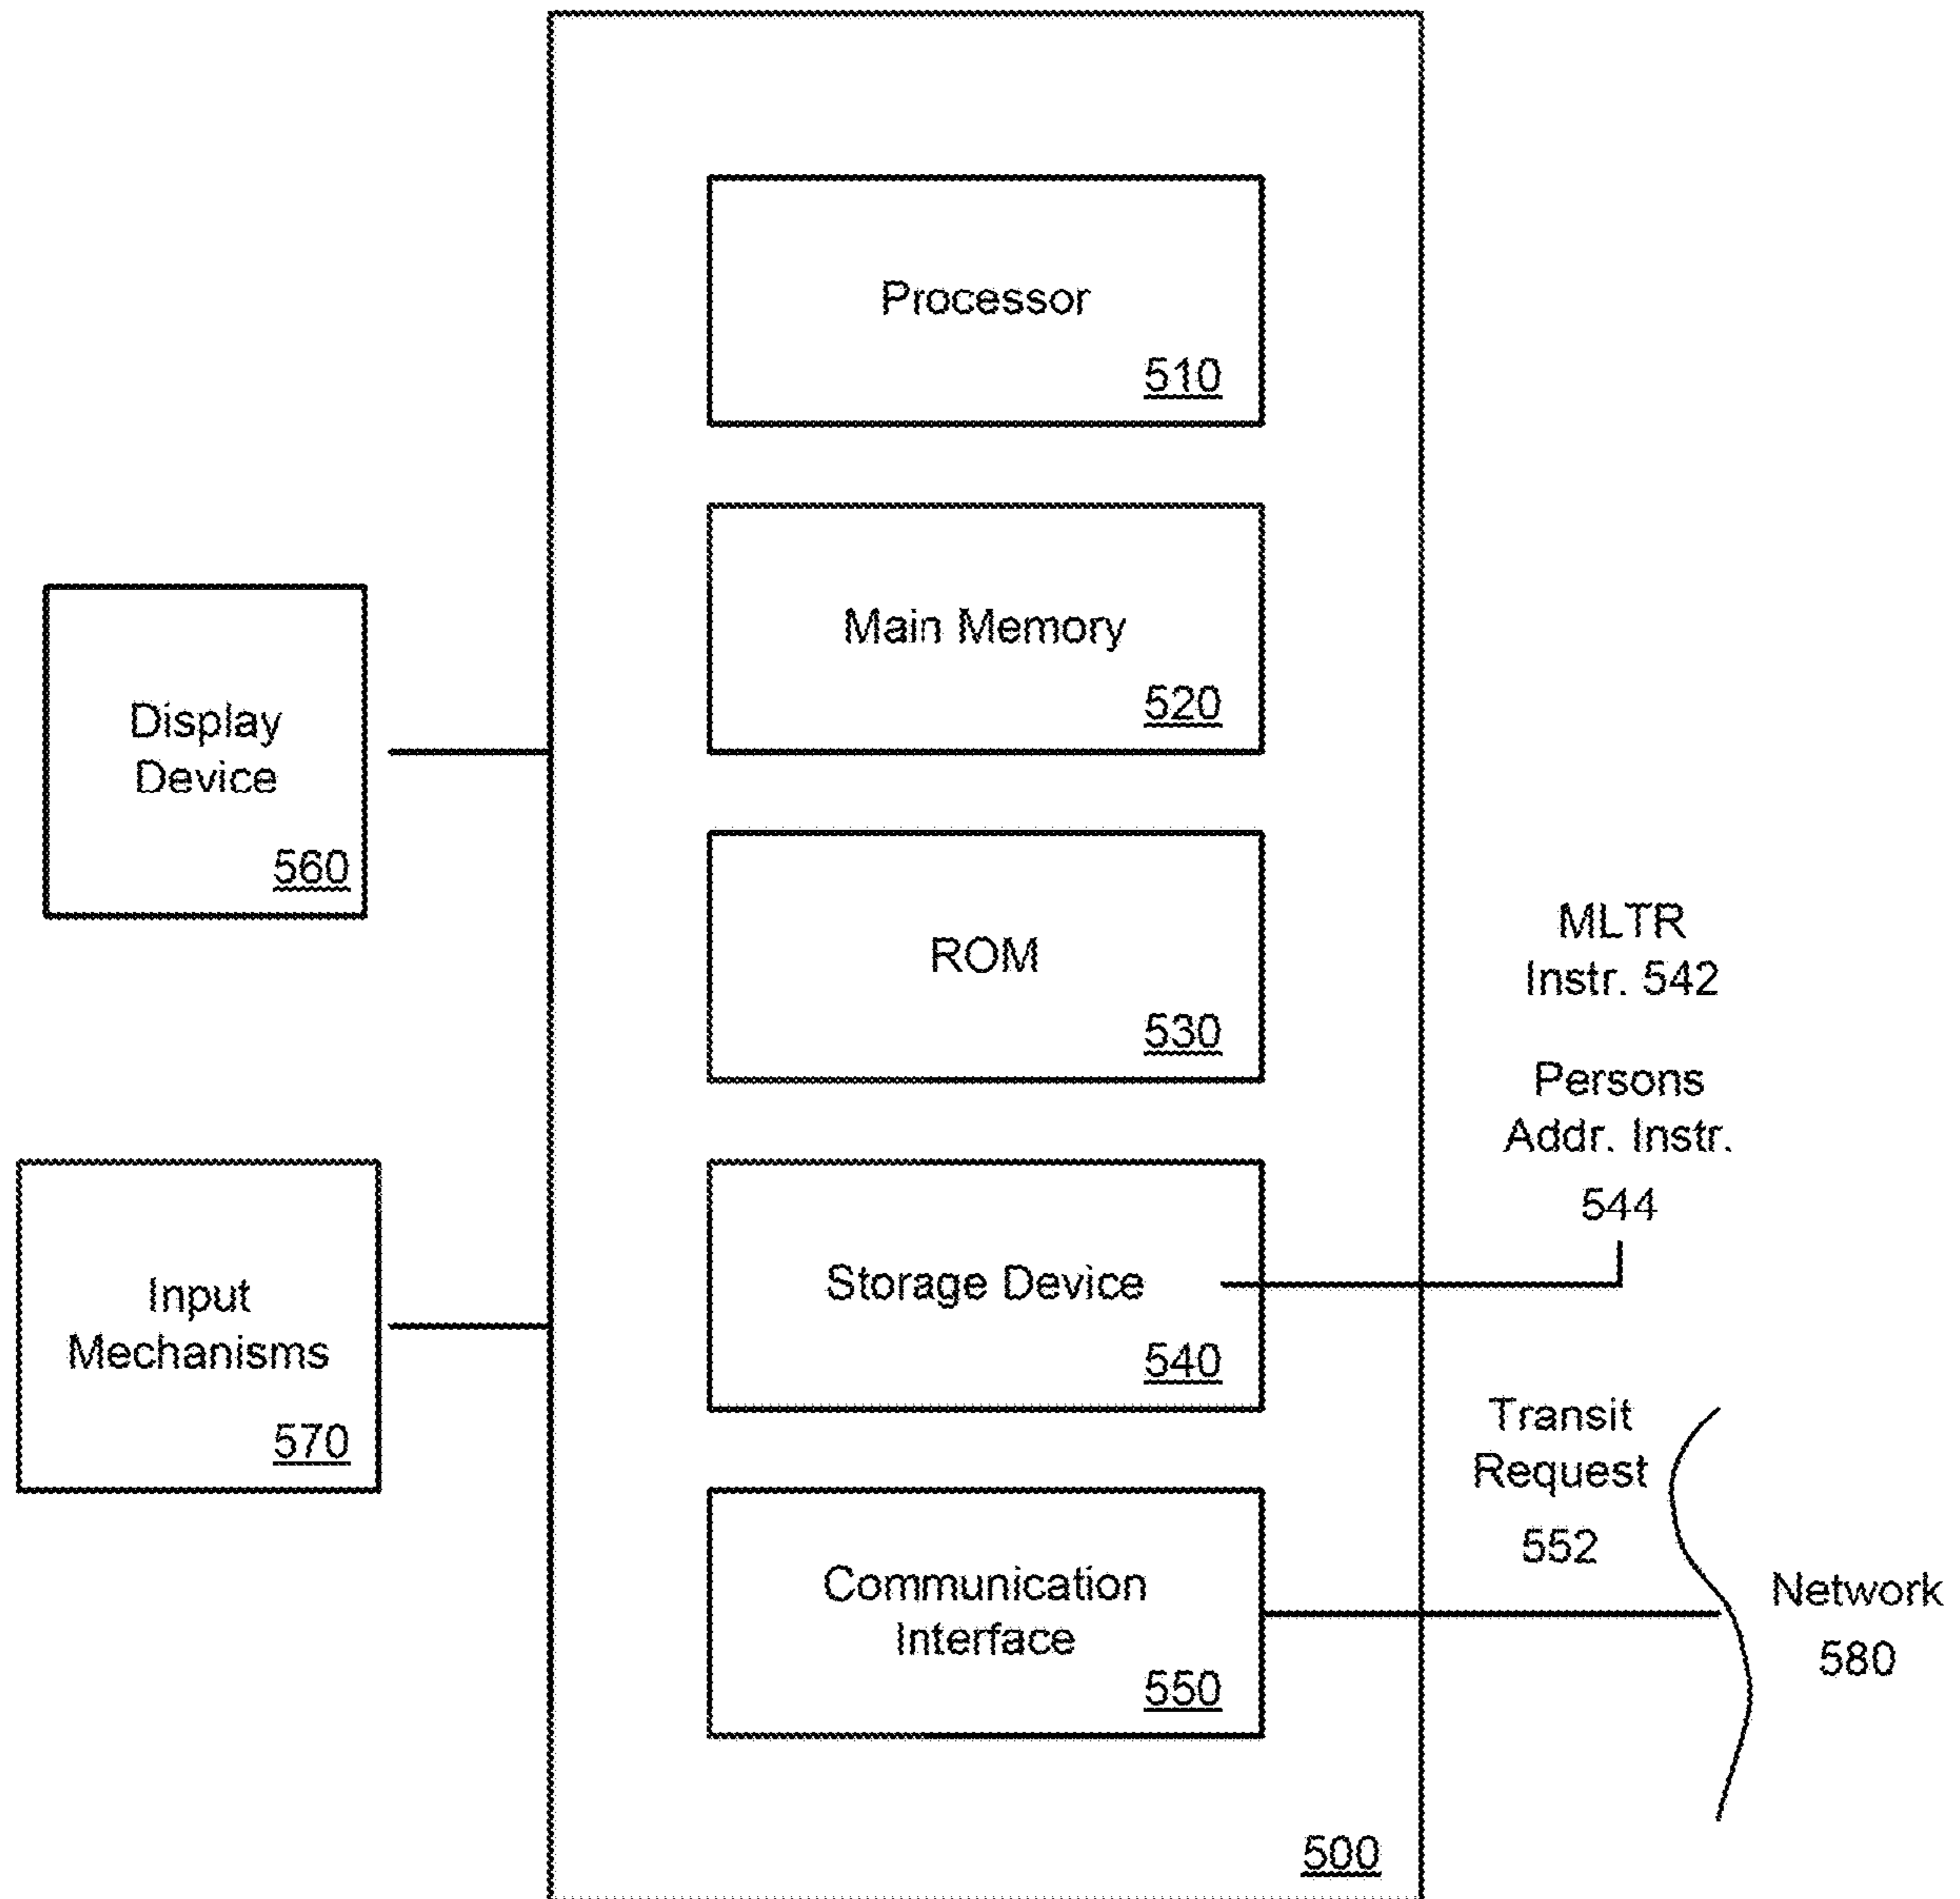 Processor
510
Main Memory
520
Display
Device
560
ROM
530
MLTR
Instr. 542
Persons
Addr. Instr.
544
Storage Device
540
Input
Mechanisms
570
Transit
Request
552
Communication
Interface
550
Network
580
500